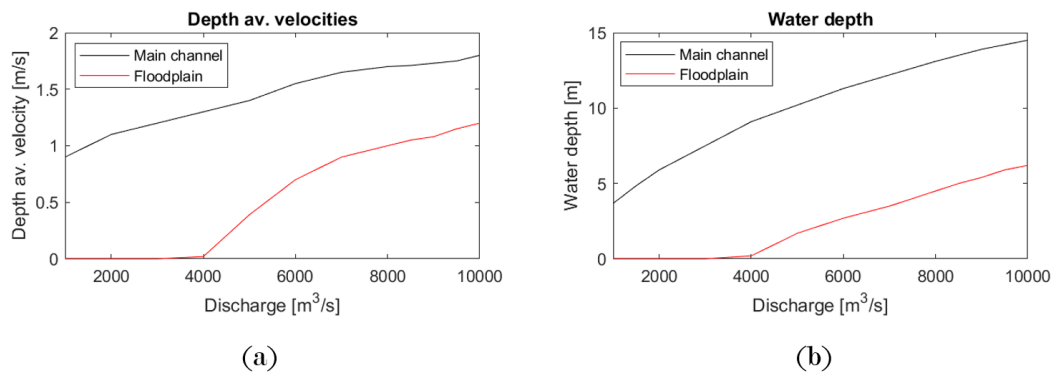 Depth av. velocities
2
1.5
1
0.5
0
Depth av. velocity [m/s]
Main channel
Floodplain
2000 4000 6000 8000 10000
Discharge [m³/s]
(a)
Water depth
15
10
5
0
Water depth [m]
Main channel
Floodplain
2000 4000 6000 8000 10000
Discharge [m³/s]
(b)